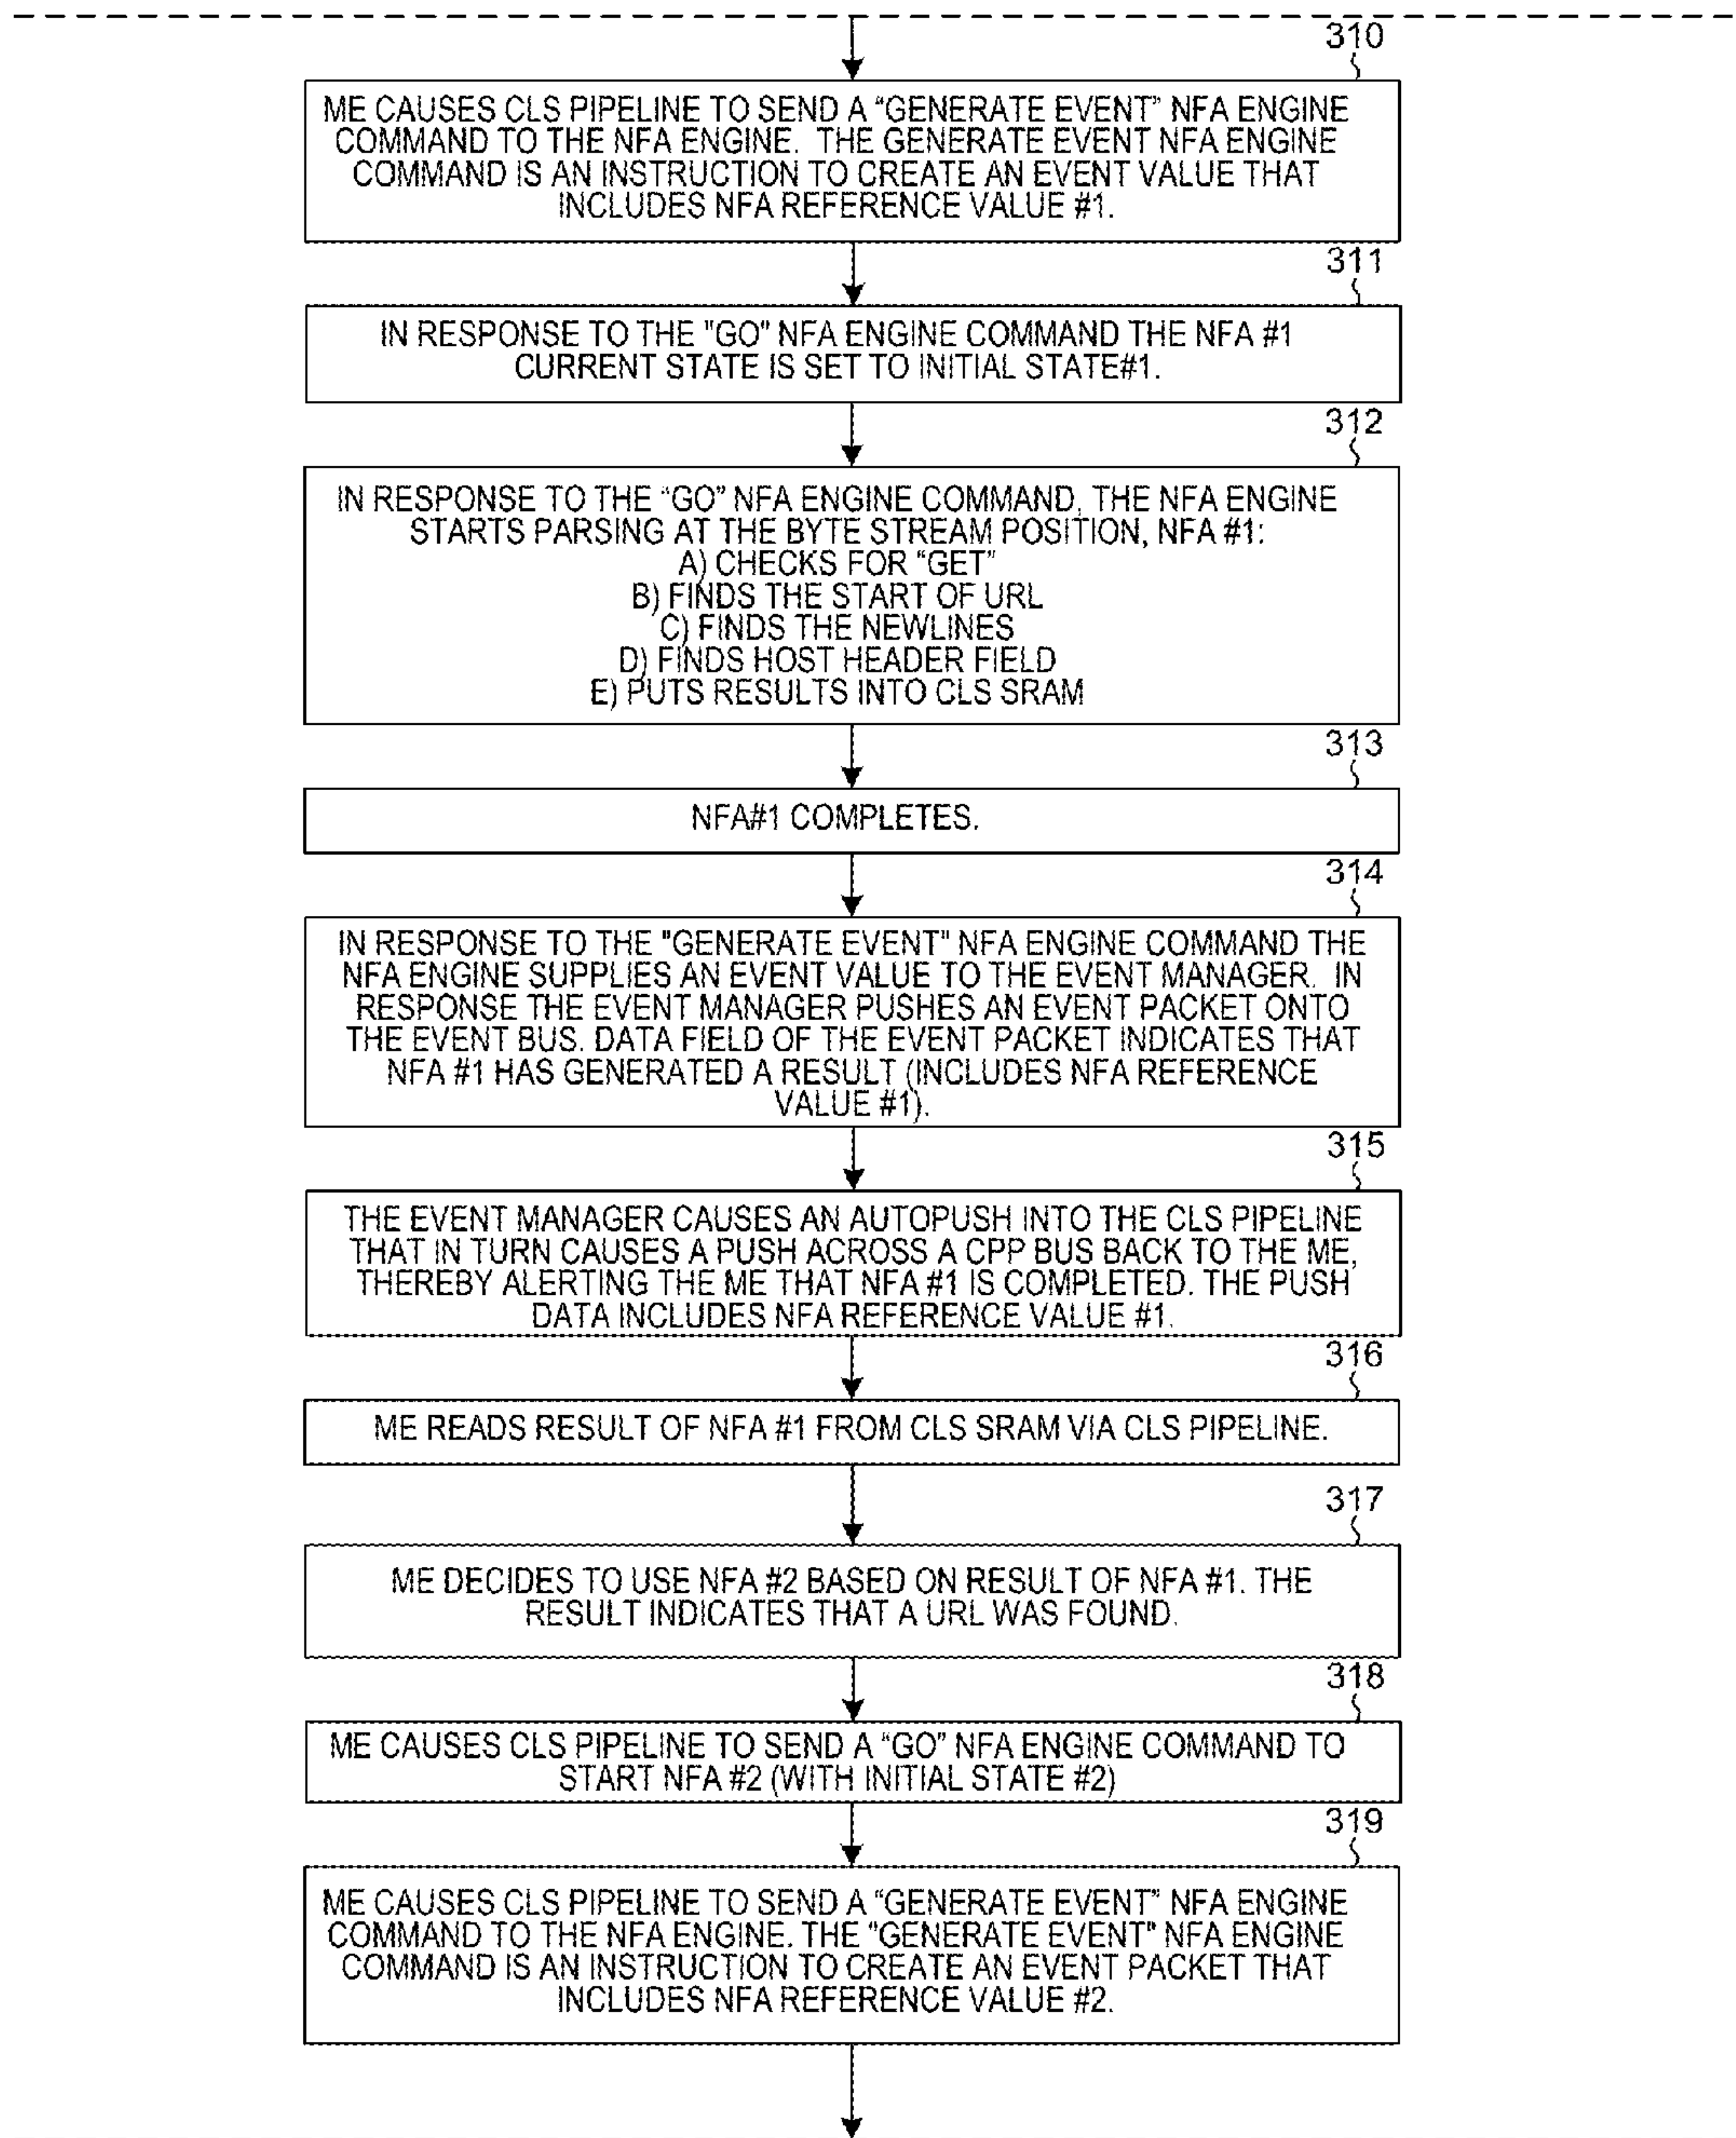 310
ME CAUSES CLS PIPELINE TO SEND A “GENERATE EVENT” NFA ENGINE
COMMAND TO THE NFA ENGINE. THE GENERATE EVENT NFA ENGINE
COMMAND IS AN INSTRUCTION TO CREATE AN EVENT VALUE THAT
INCLUDES NFA REFERENCE VALUE #1.
311
IN RESPONSE TO THE "GO" NFA ENGINE COMMAND THE NFA #1
CURRENT STATE IS SET TO INITIAL STATE#1.
312
IN RESPONSE TO THE “GO” NFA ENGINE COMMAND, THE NFA ENGINE
STARTS PARSING AT THE BYTE STREAM POSITION, NFA #1:
A) CHECKS FOR “GET”
B) FINDS THE START OF URL
C) FINDS THE NEWLINES
D) FINDS HOST HEADER FIELD
E) PUTS RESULTS INTO CLS SRAM
313
NFA#1 COMPLETES.
314
IN RESPONSE TO THE "GENERATE EVENT" NFA ENGINE COMMAND THE
NFA ENGINE SUPPLIES AN EVENT VALUE TO THE EVENT MANAGER. IN
RESPONSE THE EVENT MANAGER PUSHES AN EVENT PACKET ONTO
THE EVENT BUS. DATA FIELD OF THE EVENT PACKET INDICATES THAT
NFA #1 HAS GENERATED A RESULT (INCLUDES NFA REFERENCE
VALUE #1).
315
THE EVENT MANAGER CAUSES AN AUTOPUSH INTO THE CLS PIPELINE
THAT IN TURN CAUSES A PUSH ACROSS A CPP BUS BACK TO THE ME,
THEREBY ALERTING THE ME THAT NFA #1 IS COMPLETED. THE PUSH
DATA INCLUDES NFA REFERENCE VALUE #1.
316
ME READS RESULT OF NFA #1 FROM CLS SRAM VIA CLS PIPELINE.
317
ME DECIDES TO USE NFA #2 BASED ON RESULT OF NFA #1. THE
RESULT INDICATES THAT A URL WAS FOUND.
318
ME CAUSES CLS PIPELINE TO SEND A “GO” NFA ENGINE COMMAND TO
START NFA #2 (WITH INITIAL STATE #2)
319
ME CAUSES CLS PIPELINE TO SEND A “GENERATE EVENT” NFA ENGINE
COMMAND TO THE NFA ENGINE. THE "GENERATE EVENT" NFA ENGINE
COMMAND IS AN INSTRUCTION TO CREATE AN EVENT PACKET THAT
INCLUDES NFA REFERENCE VALUE #2.